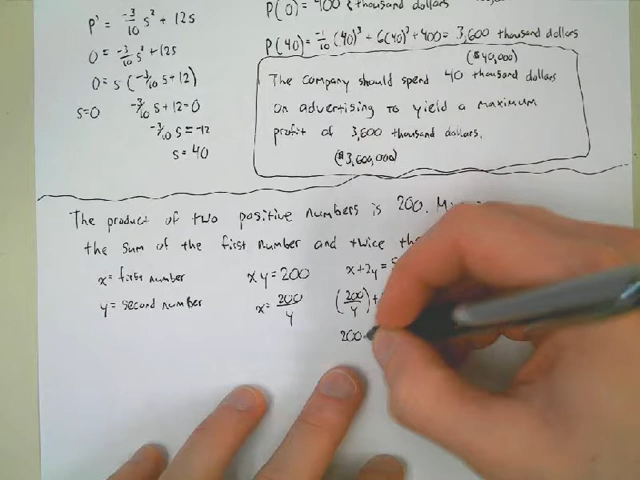 P' = -3/10 s² + 12s
0 = -3/10 s² + 12s
0 = s (-3/10 s + 12)
s = 0   -3/10 s + 12 = 0
-3/10 s = -12
s = 40
P(0) = 400 thousand dollars
P(40) = -1/10 (40)³ + 6(40)² + 400 = 3,600 thousand dollars
($40,000)
The company should spend 40 thousand dollars
on advertising to yield a maximum
profit of 3,600 thousand dollars.
($3,600,000)
The product of two positive numbers is 200.
the sum of the first number and twice
x = first number   xy = 200   x + 2y =
y = second number   x = 200/y   (200/y) +
200